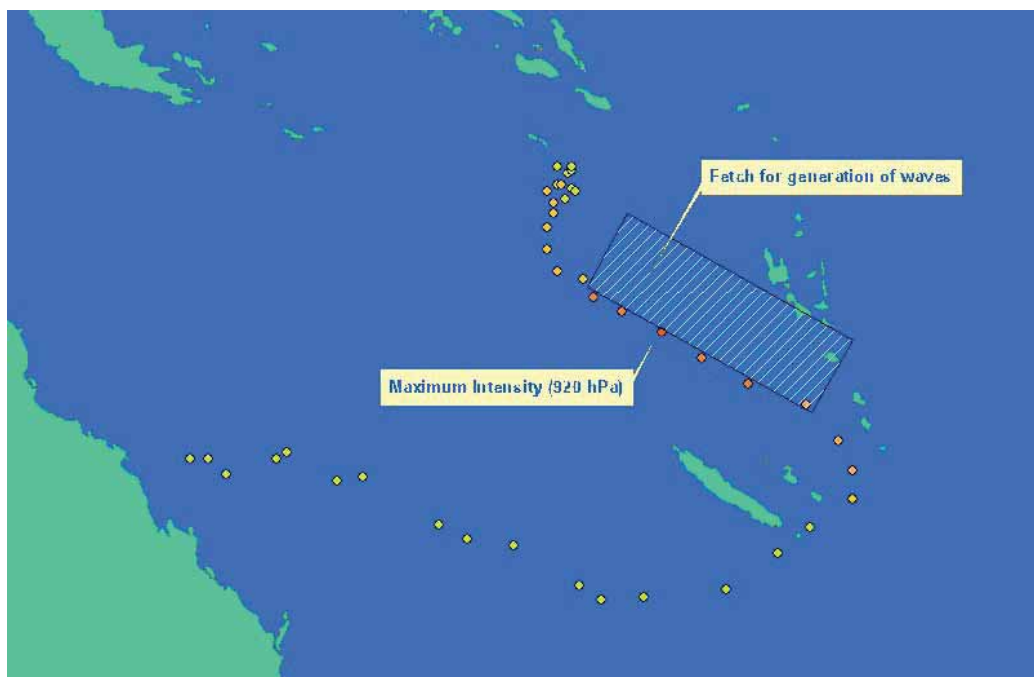 Fetch for generation of waves
Maximum Intensity (920 hPa)